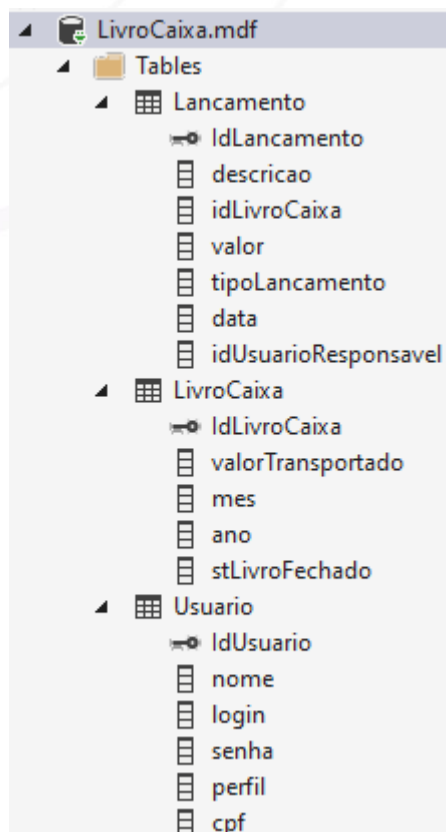 LivroCaixa.mdf
Tables
Lancamento
IdLancamento
descricao
idLivroCaixa
valor
tipoLancamento
data
idUsuarioResponsavel
LivroCaixa
IdLivroCaixa
valorTransportado
mes
ano
stLivroFechado
Usuario
IdUsuario
nome
login
senha
perfil
cpf